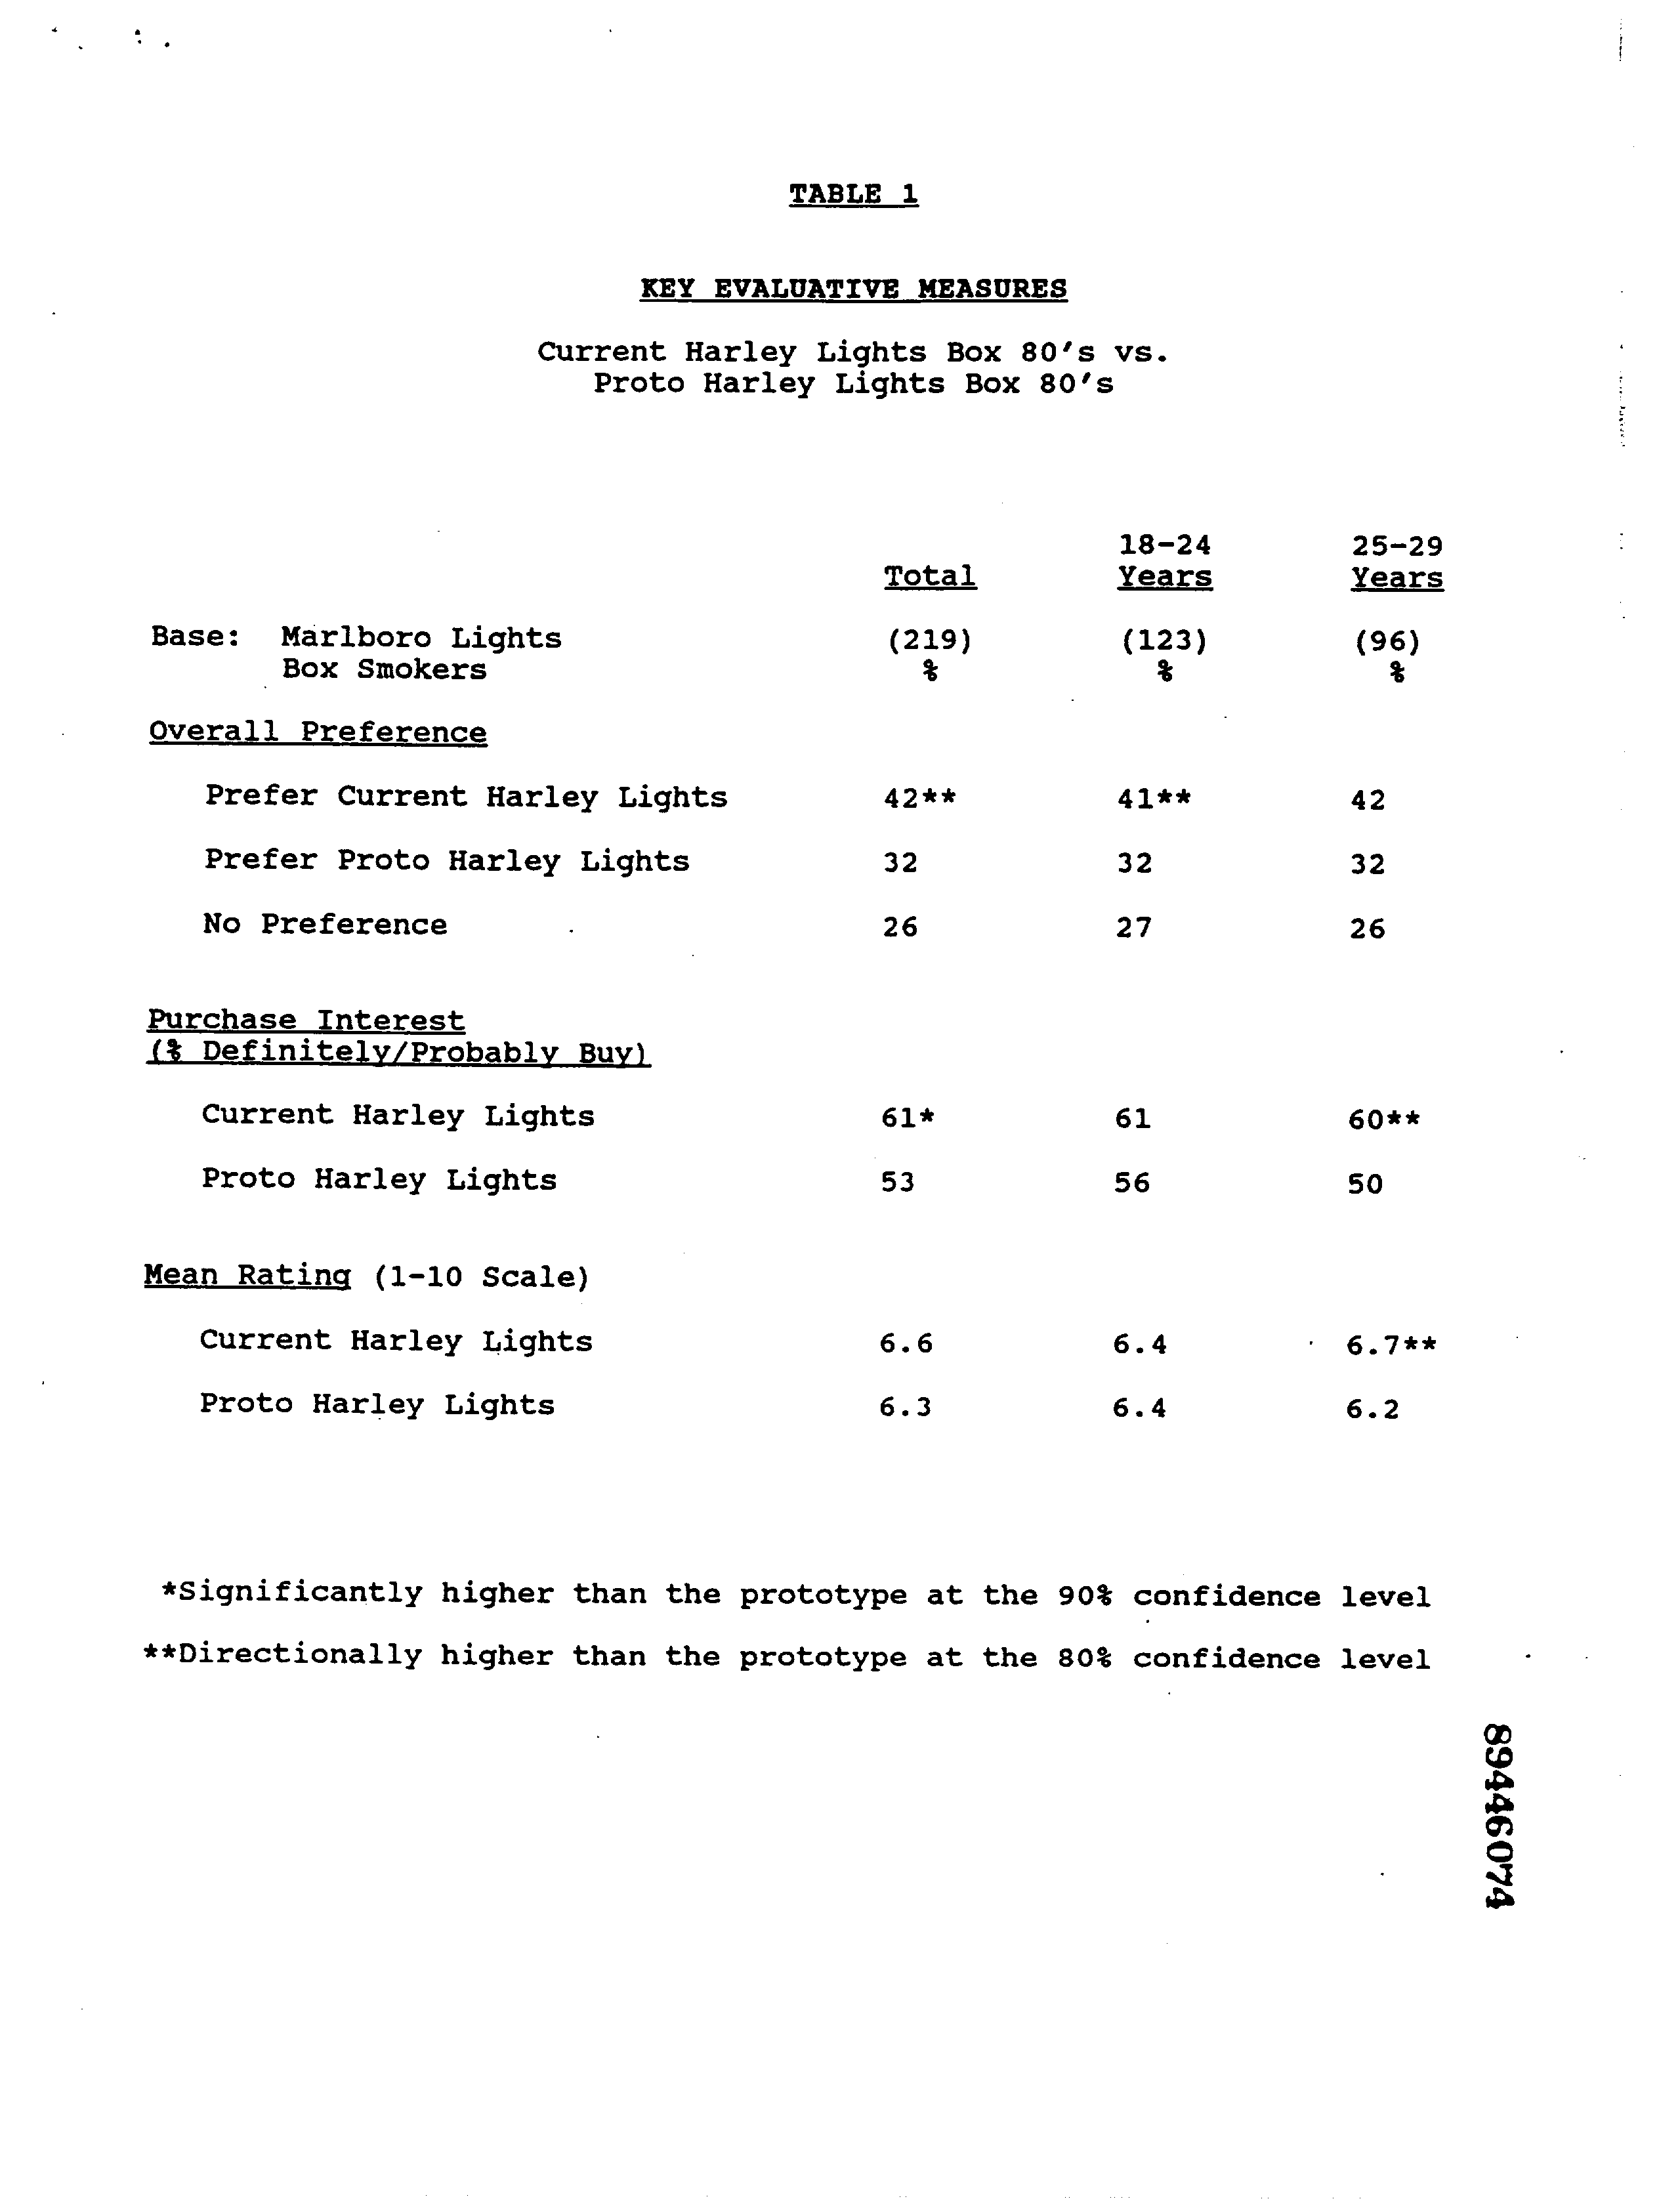 TABLE 1
KEY EVALUATIVE MEASURES
Current Harley Lights Box 80's vs.
Proto Harley Lights Box 80's
18-24 25-29
Total Years Years
Base: Marlboro Lights (219) (123) (96)
Box Smokers % % %
Overall Preference
Prefer Current Harley Lights 42** 41** 42
Prefer Proto Harley Lights 32 32 32
No Preference 26 27 26
Purchase Interest
(% Definitely/Probably Buy)
Current Harley Lights 61* 61 60**
Proto Harley Lights 53 56 50
Mean Rating (1-10 Scale)
Current Harley Lights 6.6 6.4 6.7**
Proto Harley Lights 6.3 6.4 6.2
*Significantly higher than the prototype at the 90% confidence level
**Directionally higher than the prototype at the 80% confidence level
89446074